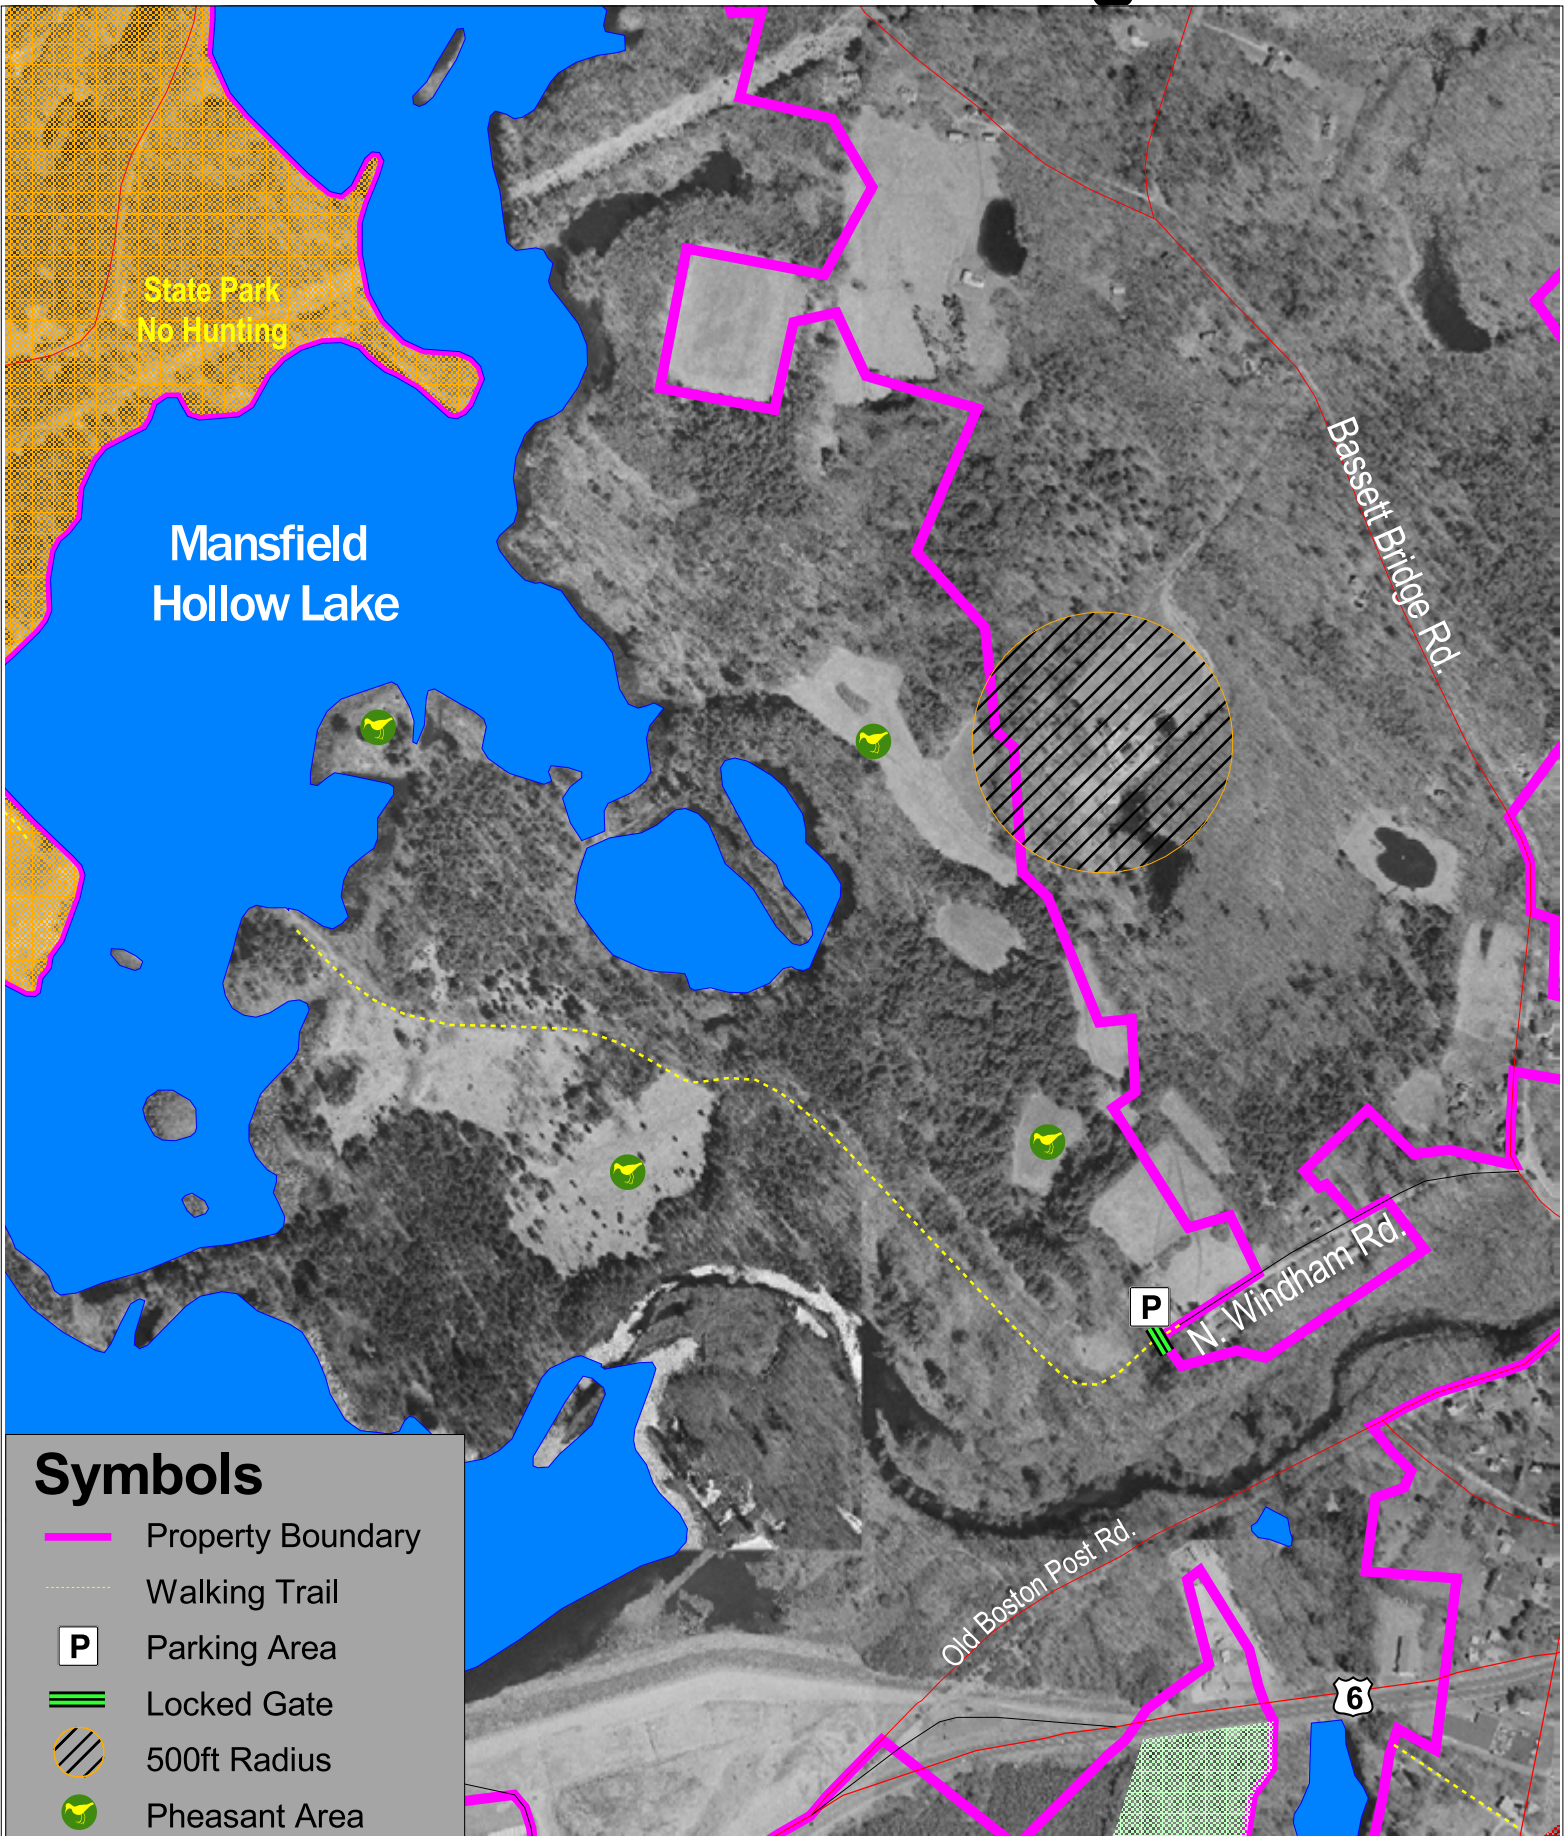 State Park
No Hunting
Mansfield
Hollow Lake
Bassett Bridge Rd.
P
N. Windham Rd.
Old Boston Post Rd.
6
Symbols
Property Boundary
Walking Trail
P Parking Area
Locked Gate
500ft Radius
Pheasant Area